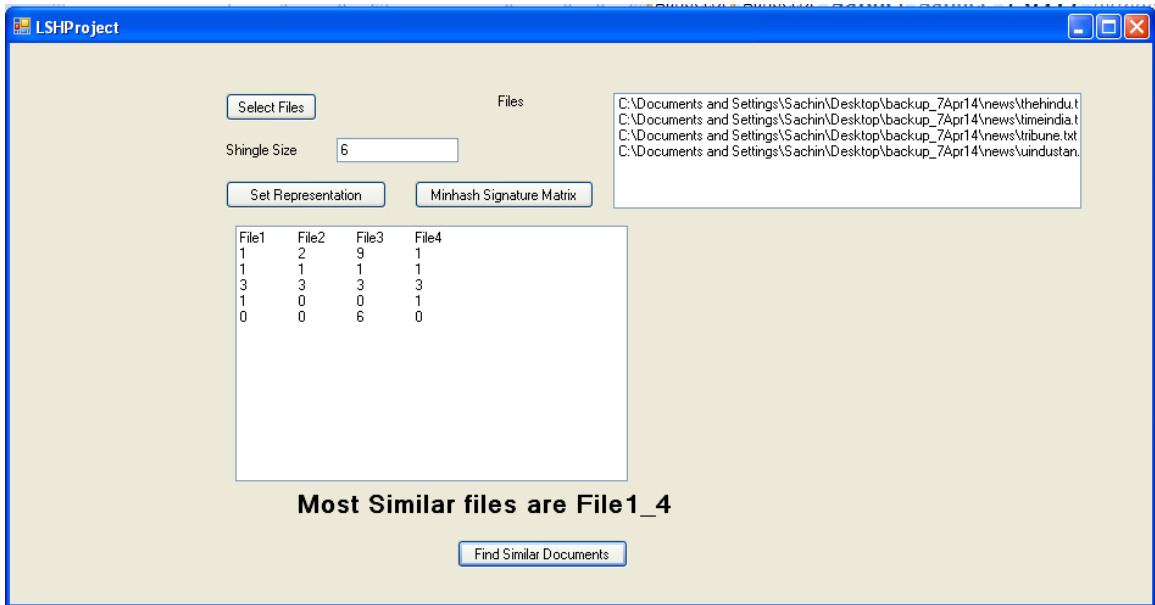 LSHProject
Select Files
Files
C:\Documents and Settings\Sachin\Desktop\backup_7Apr14\news\thehindu.t
C:\Documents and Settings\Sachin\Desktop\backup_7Apr14\news\timeindia.t
C:\Documents and Settings\Sachin\Desktop\backup_7Apr14\news\tribune.txt
C:\Documents and Settings\Sachin\Desktop\backup_7Apr14\news\uindustan.
Shingle Size 6
Set Representation Minhash Signature Matrix
File1 File2 File3 File4
1 2 9 1
1 1 1 1
3 3 3 3
1 0 0 1
0 0 6 0
Most Similar files are File1_4
Find Similar Documents